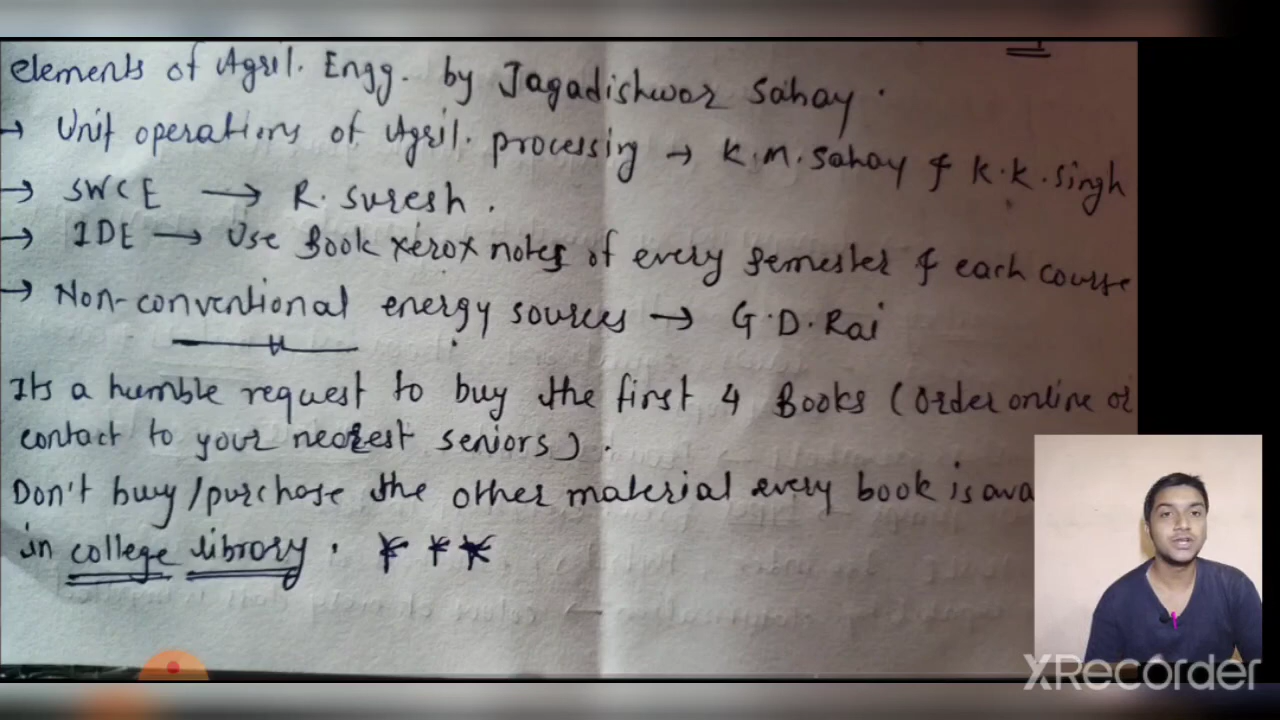 elements of Agril. Engg. by Jagadishwar Sahay.
→ Unit operations of Agril. processing → K.M. Sahay & K.K. Singh
→ SWCE → R. Suresh.
→ IDE → Use Book xerox notes of every semester & each course
→ Non-conventional energy sources → G.D. Rai
Its a humble request to buy the first 4 Books (Order online or
contact to your nearest seniors).
Don't buy/purchase the other material every book is ava
in college library. ***
XRecorder